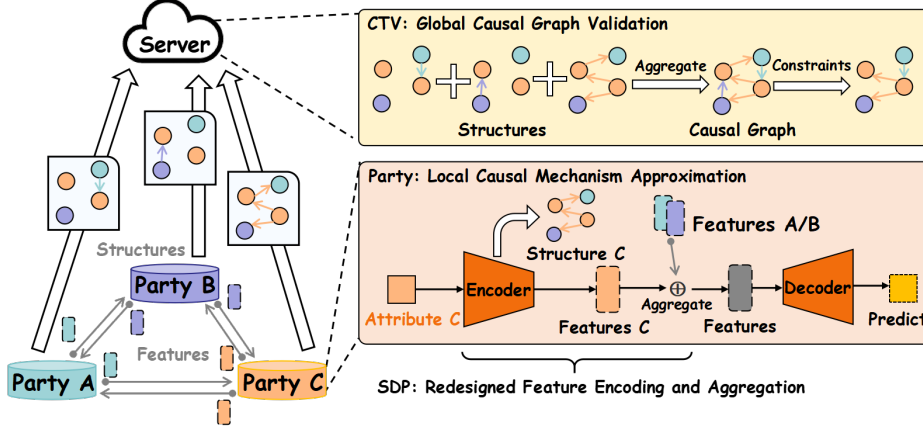 Server
Structures
Party B
Features
Party A
Party C
CTV: Global Causal Graph Validation
Aggregate
Constraints
Structures
Causal Graph
Party: Local Causal Mechanism Approximation
Features A/B
Structure C
Encoder
Decoder
Aggregate
Attribute C
Features C
Features
Predict
SDP: Redesigned Feature Encoding and Aggregation